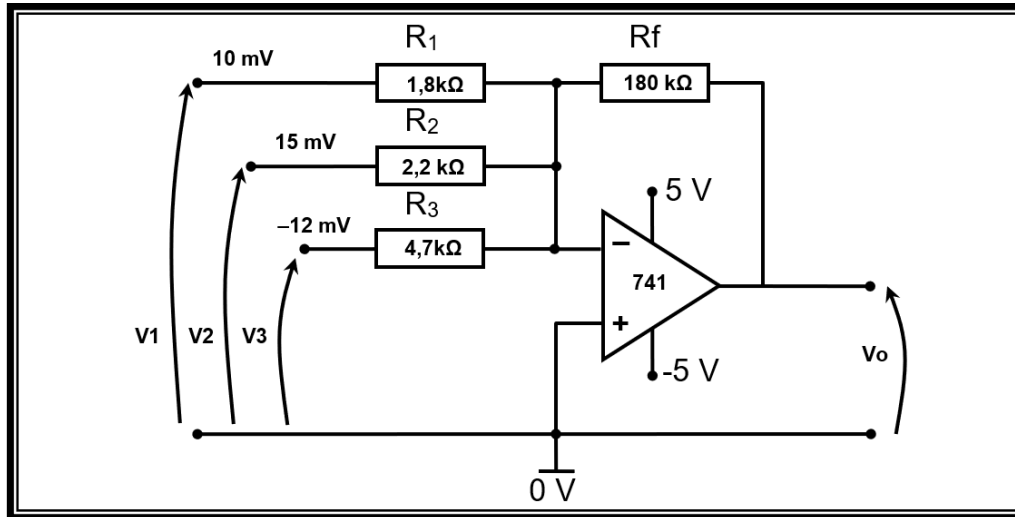 R1 Rf
10 mV
1,8kΩ 180 kΩ
R2
15 mV
2,2 kΩ
R3
–12 mV
4,7kΩ
5 V
–
741
+
-5 V
V1 V2 V3 Vo
0 V